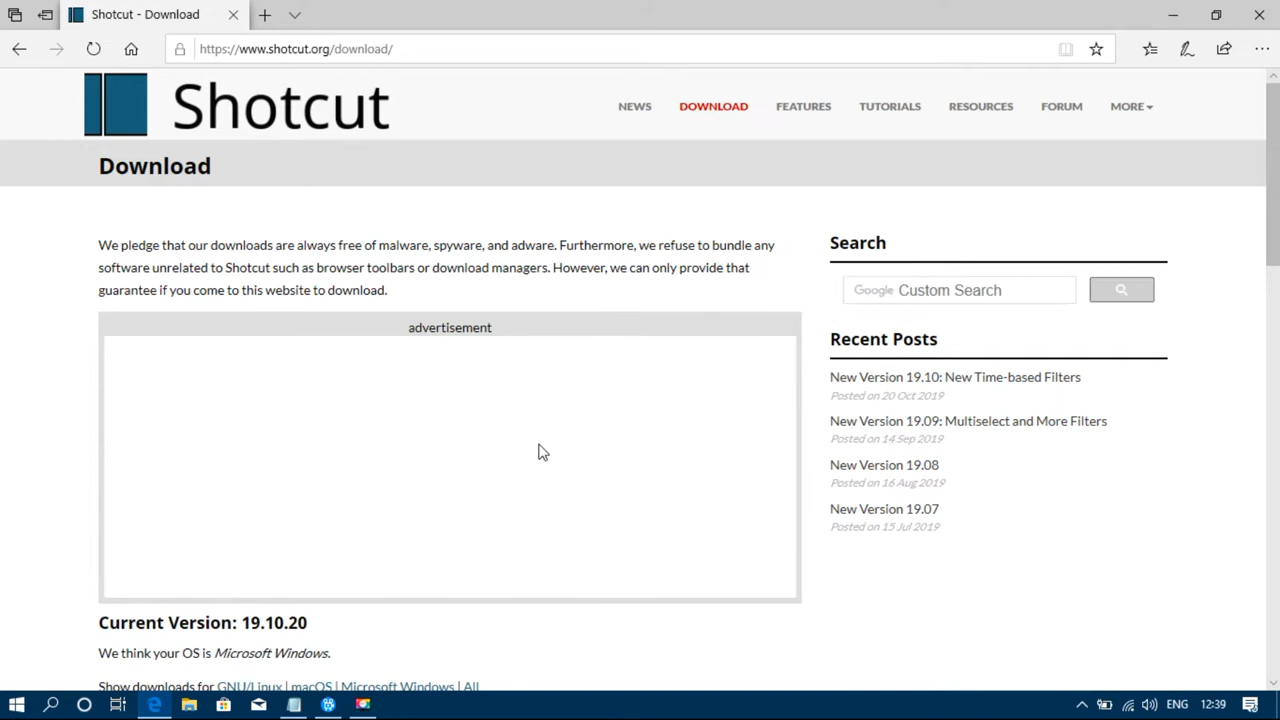 Shotcut - Download
https://www.shotcut.org/download/
Shotcut
NEWS DOWNLOAD FEATURES TUTORIALS RESOURCES FORUM MORE
Download
We pledge that our downloads are always free of malware, spyware, and adware. Furthermore, we refuse to bundle any
software unrelated to Shotcut such as browser toolbars or download managers. However, we can only provide that
guarantee if you come to this website to download.
advertisement
Current Version: 19.10.20
We think your OS is Microsoft Windows.
Show downloads for GNU/Linux | macOS | Microsoft Windows | All
Search
Google Custom Search
Recent Posts
New Version 19.10: New Time-based Filters
Posted on 20 Oct 2019
New Version 19.09: Multiselect and More Filters
Posted on 14 Sep 2019
New Version 19.08
Posted on 16 Aug 2019
New Version 19.07
Posted on 15 Jul 2019
ENG 12:39